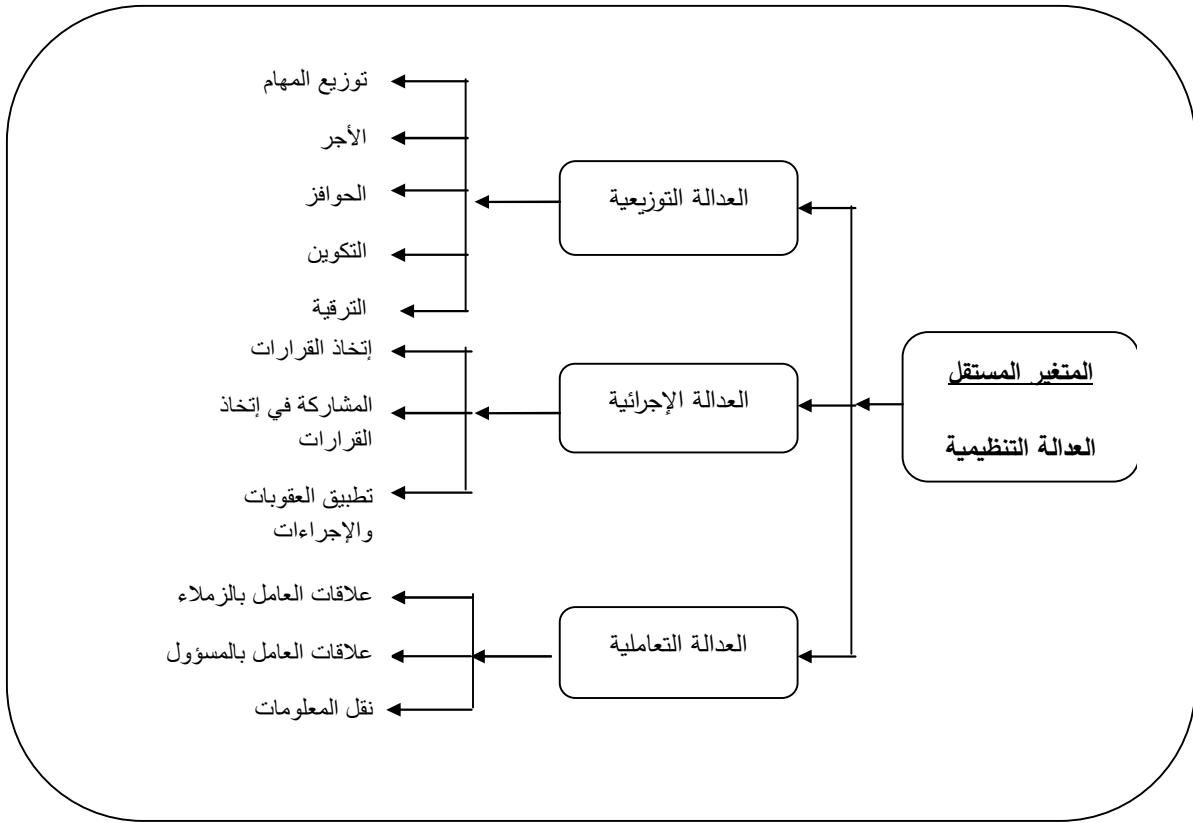 المتغير المستقل
العدالة التنظيمية
العدالة التوزيعية
توزيع المهام
الأجر
الحوافز
التكوين
الترقية
العدالة الإجرائية
إتخاذ القرارات
المشاركة في إتخاذ
القرارات
تطبيق العقوبات
والإجراءات
العدالة التعاملية
علاقات العامل بالزملاء
علاقات العامل بالمسؤول
نقل المعلومات